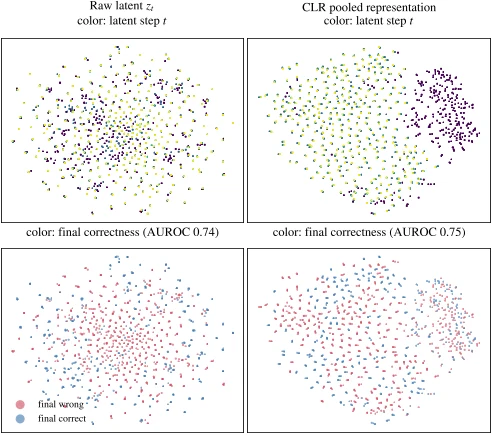 Raw latent zt
color: latent step t
CLR pooled representation
color: latent step t
color: final correctness (AUROC 0.74)
color: final correctness (AUROC 0.75)
final wrong
final correct